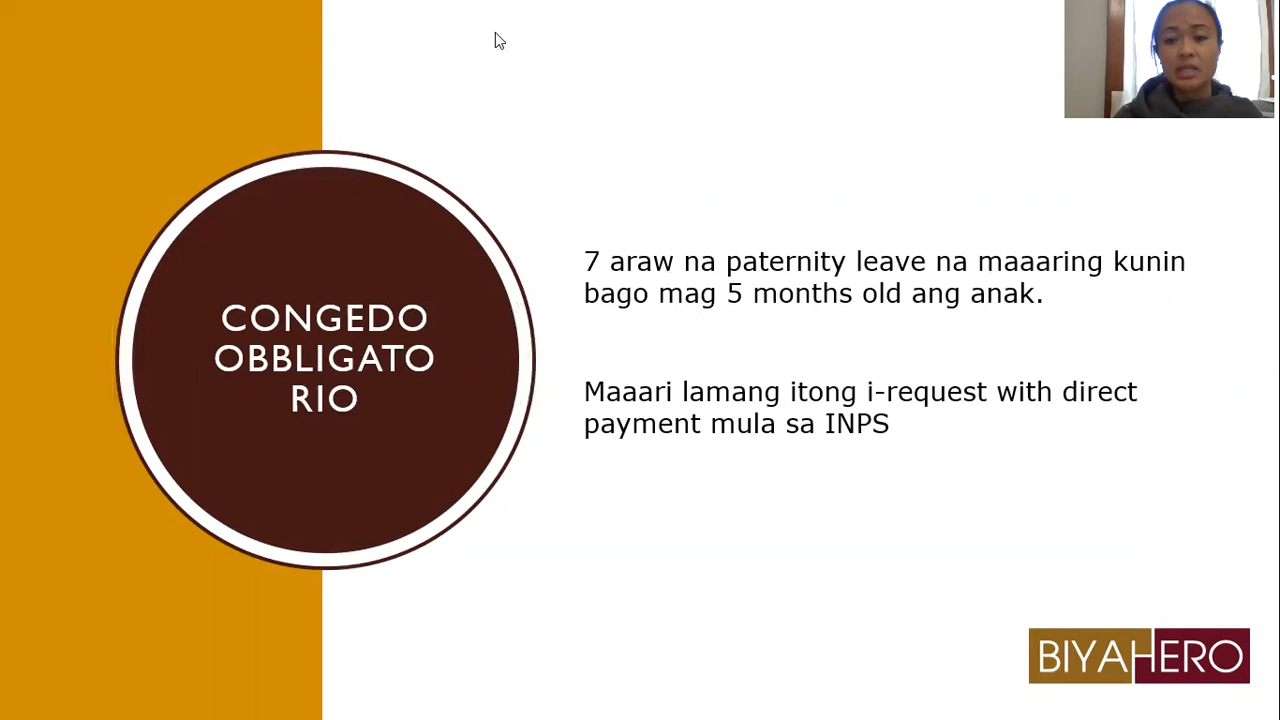 CONGEDO
OBBLIGATO
RIO
7 araw na paternity leave na maaaring kunin
bago mag 5 months old ang anak.
Maaari lamang itong i-request with direct
payment mula sa INPS
BIYAHERO